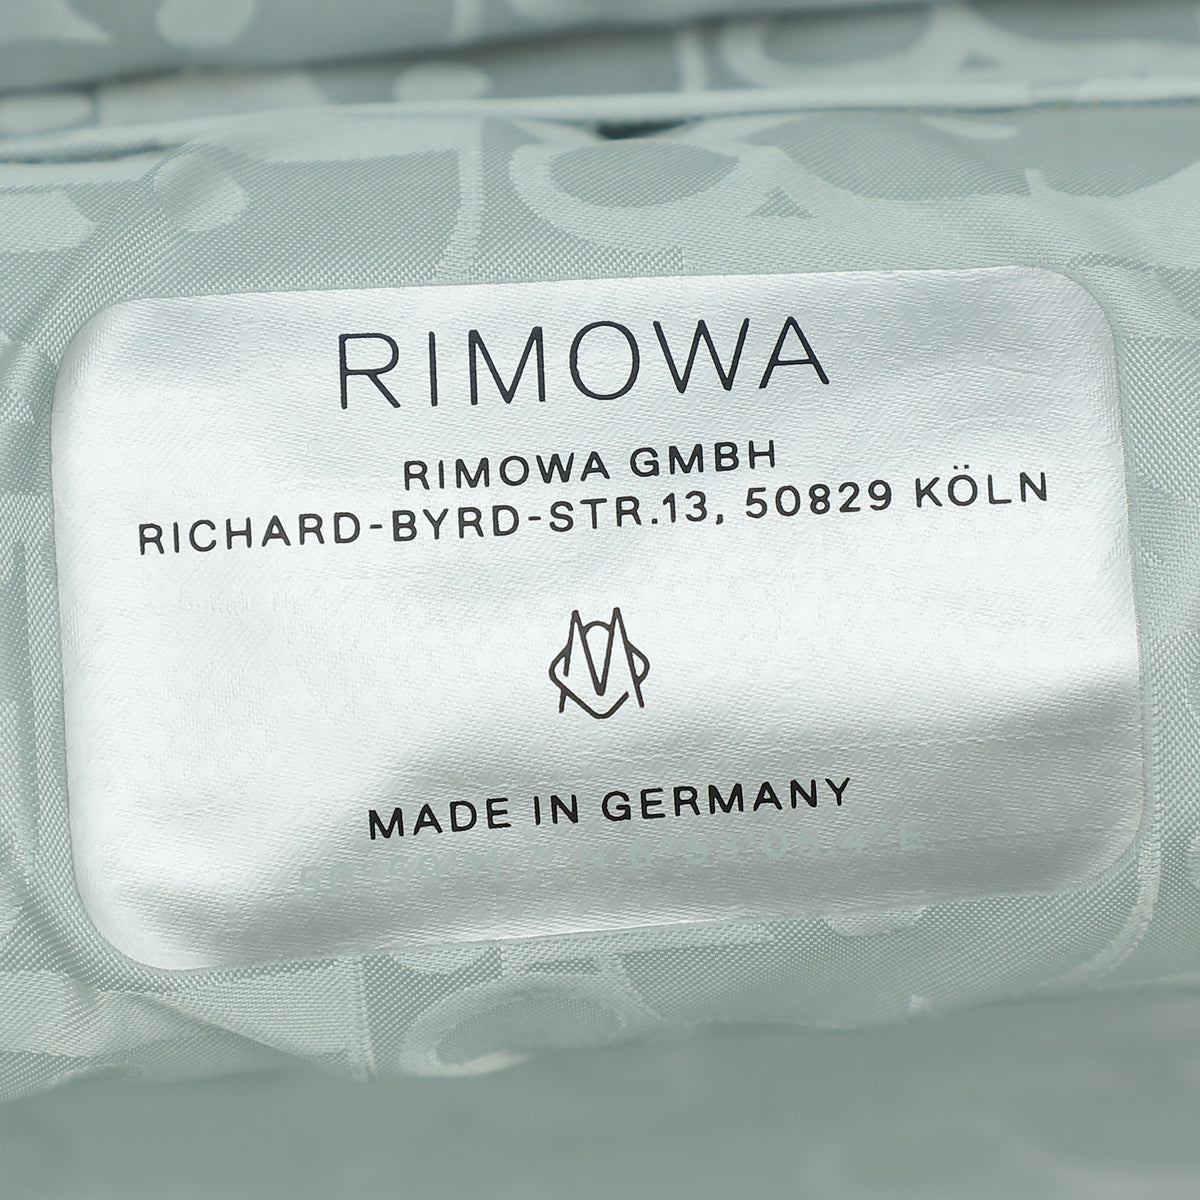 RIMOWA
RIMOWA GMBH
RICHARD-BYRD-STR.13, 50829 KÖLN
MADE IN GERMANY